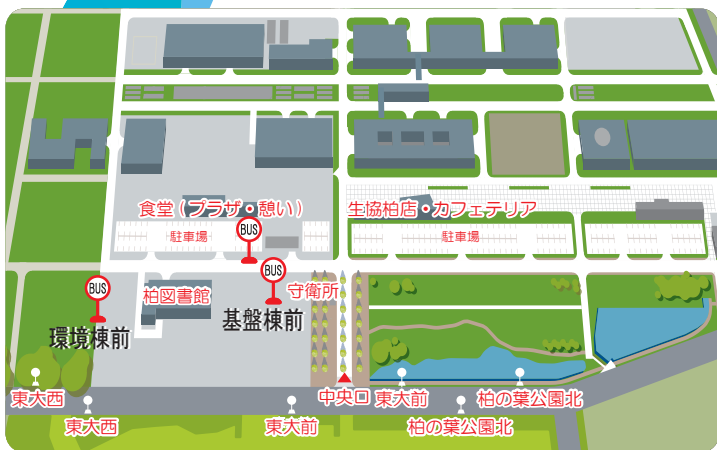 食堂(プラザ・憩い)
生協柏店・カフェテリア
BUS
駐車場
駐車場
BUS
BUS
柏図書館
守衛所
基盤棟前
環境棟前
東大西
中央口
東大前
柏の葉公園北
東大西
東大前
柏の葉公園北